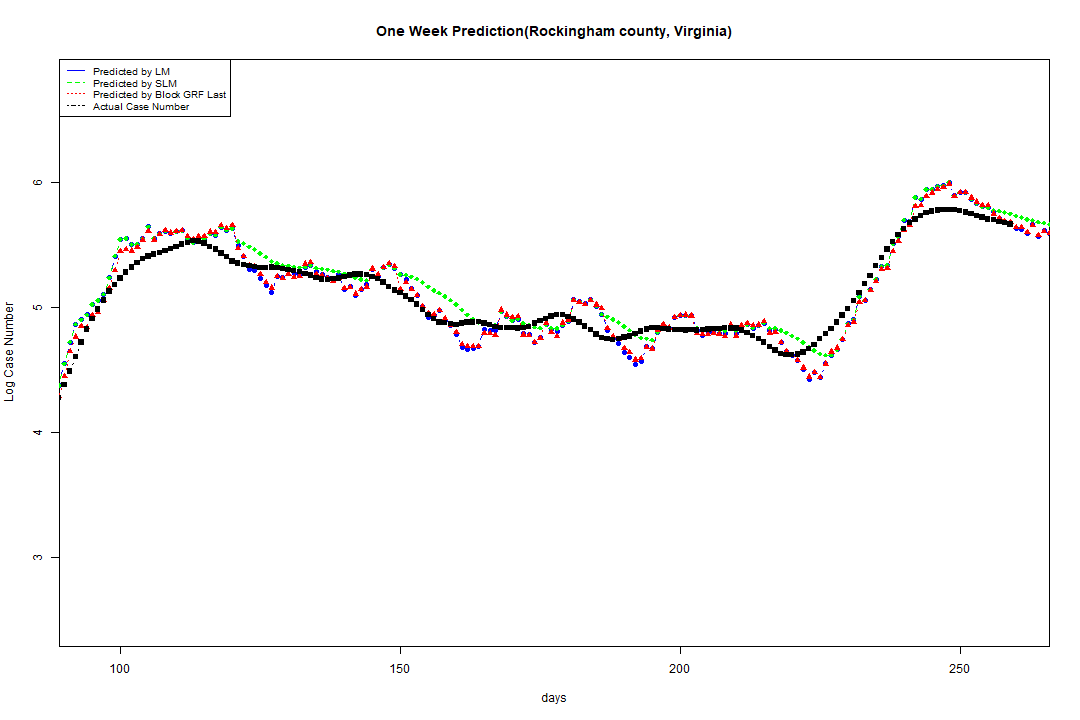 One Week Prediction(Rockingham county, Virginia)
Predicted by LM
Predicted by SLM
Predicted by Block GRF Last
Actual Case Number
6
5
4
3
Log Case Number
100 150 200 250
days